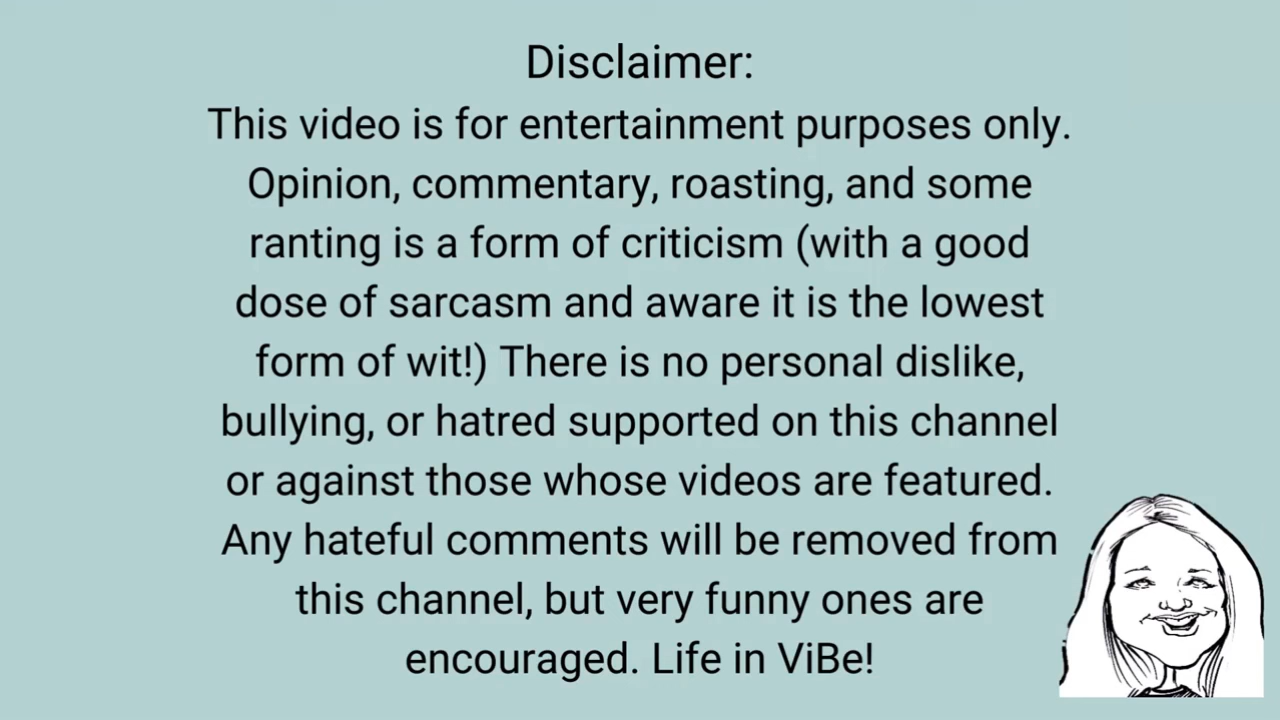 Disclaimer:
This video is for entertainment purposes only.
Opinion, commentary, roasting, and some
ranting is a form of criticism (with a good
dose of sarcasm and aware it is the lowest
form of wit!) There is no personal dislike,
bullying, or hatred supported on this channel
or against those whose videos are featured.
Any hateful comments will be removed from
this channel, but very funny ones are
encouraged. Life in ViBe!